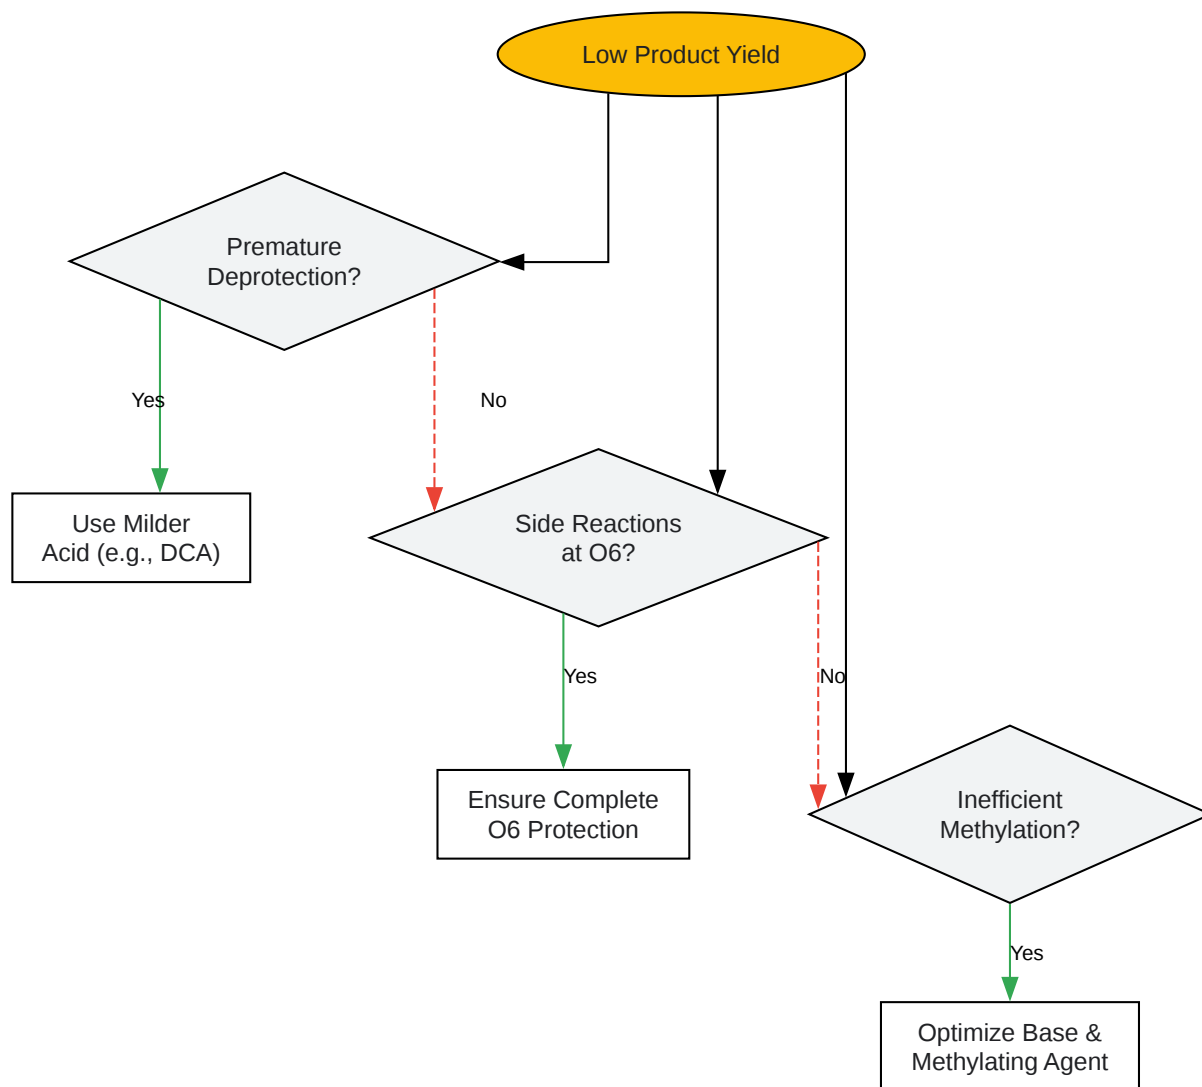 Low Product Yield
Premature
Deprotection?
Yes
No
Use Milder
Acid (e.g., DCA)
Side Reactions
at O6?
Yes
No
Ensure Complete
O6 Protection
Inefficient
Methylation?
Yes
Optimize Base &
Methylating Agent